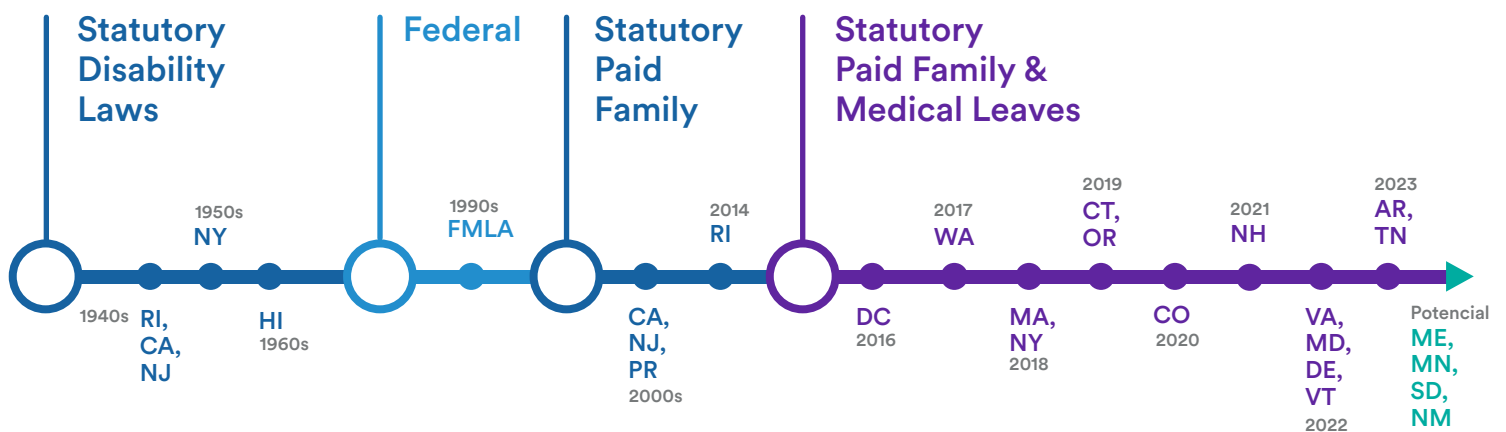 Statutory
Disability
Laws
1940s
RI,
CA,
NJ
1950s
NY
HI
1960s
Federal
1990s
FMLA
Statutory
Paid
Family
CA,
NJ,
PR
2000s
2014
RI
Statutory
Paid Family &
Medical Leaves
DC
2016
2017
WA
MA,
NY
2018
2019
CT,
OR
CO
2020
2021
NH
VA,
MD,
DE,
VT
2022
2023
AR,
TN
Potencial
ME,
MN,
SD,
NM